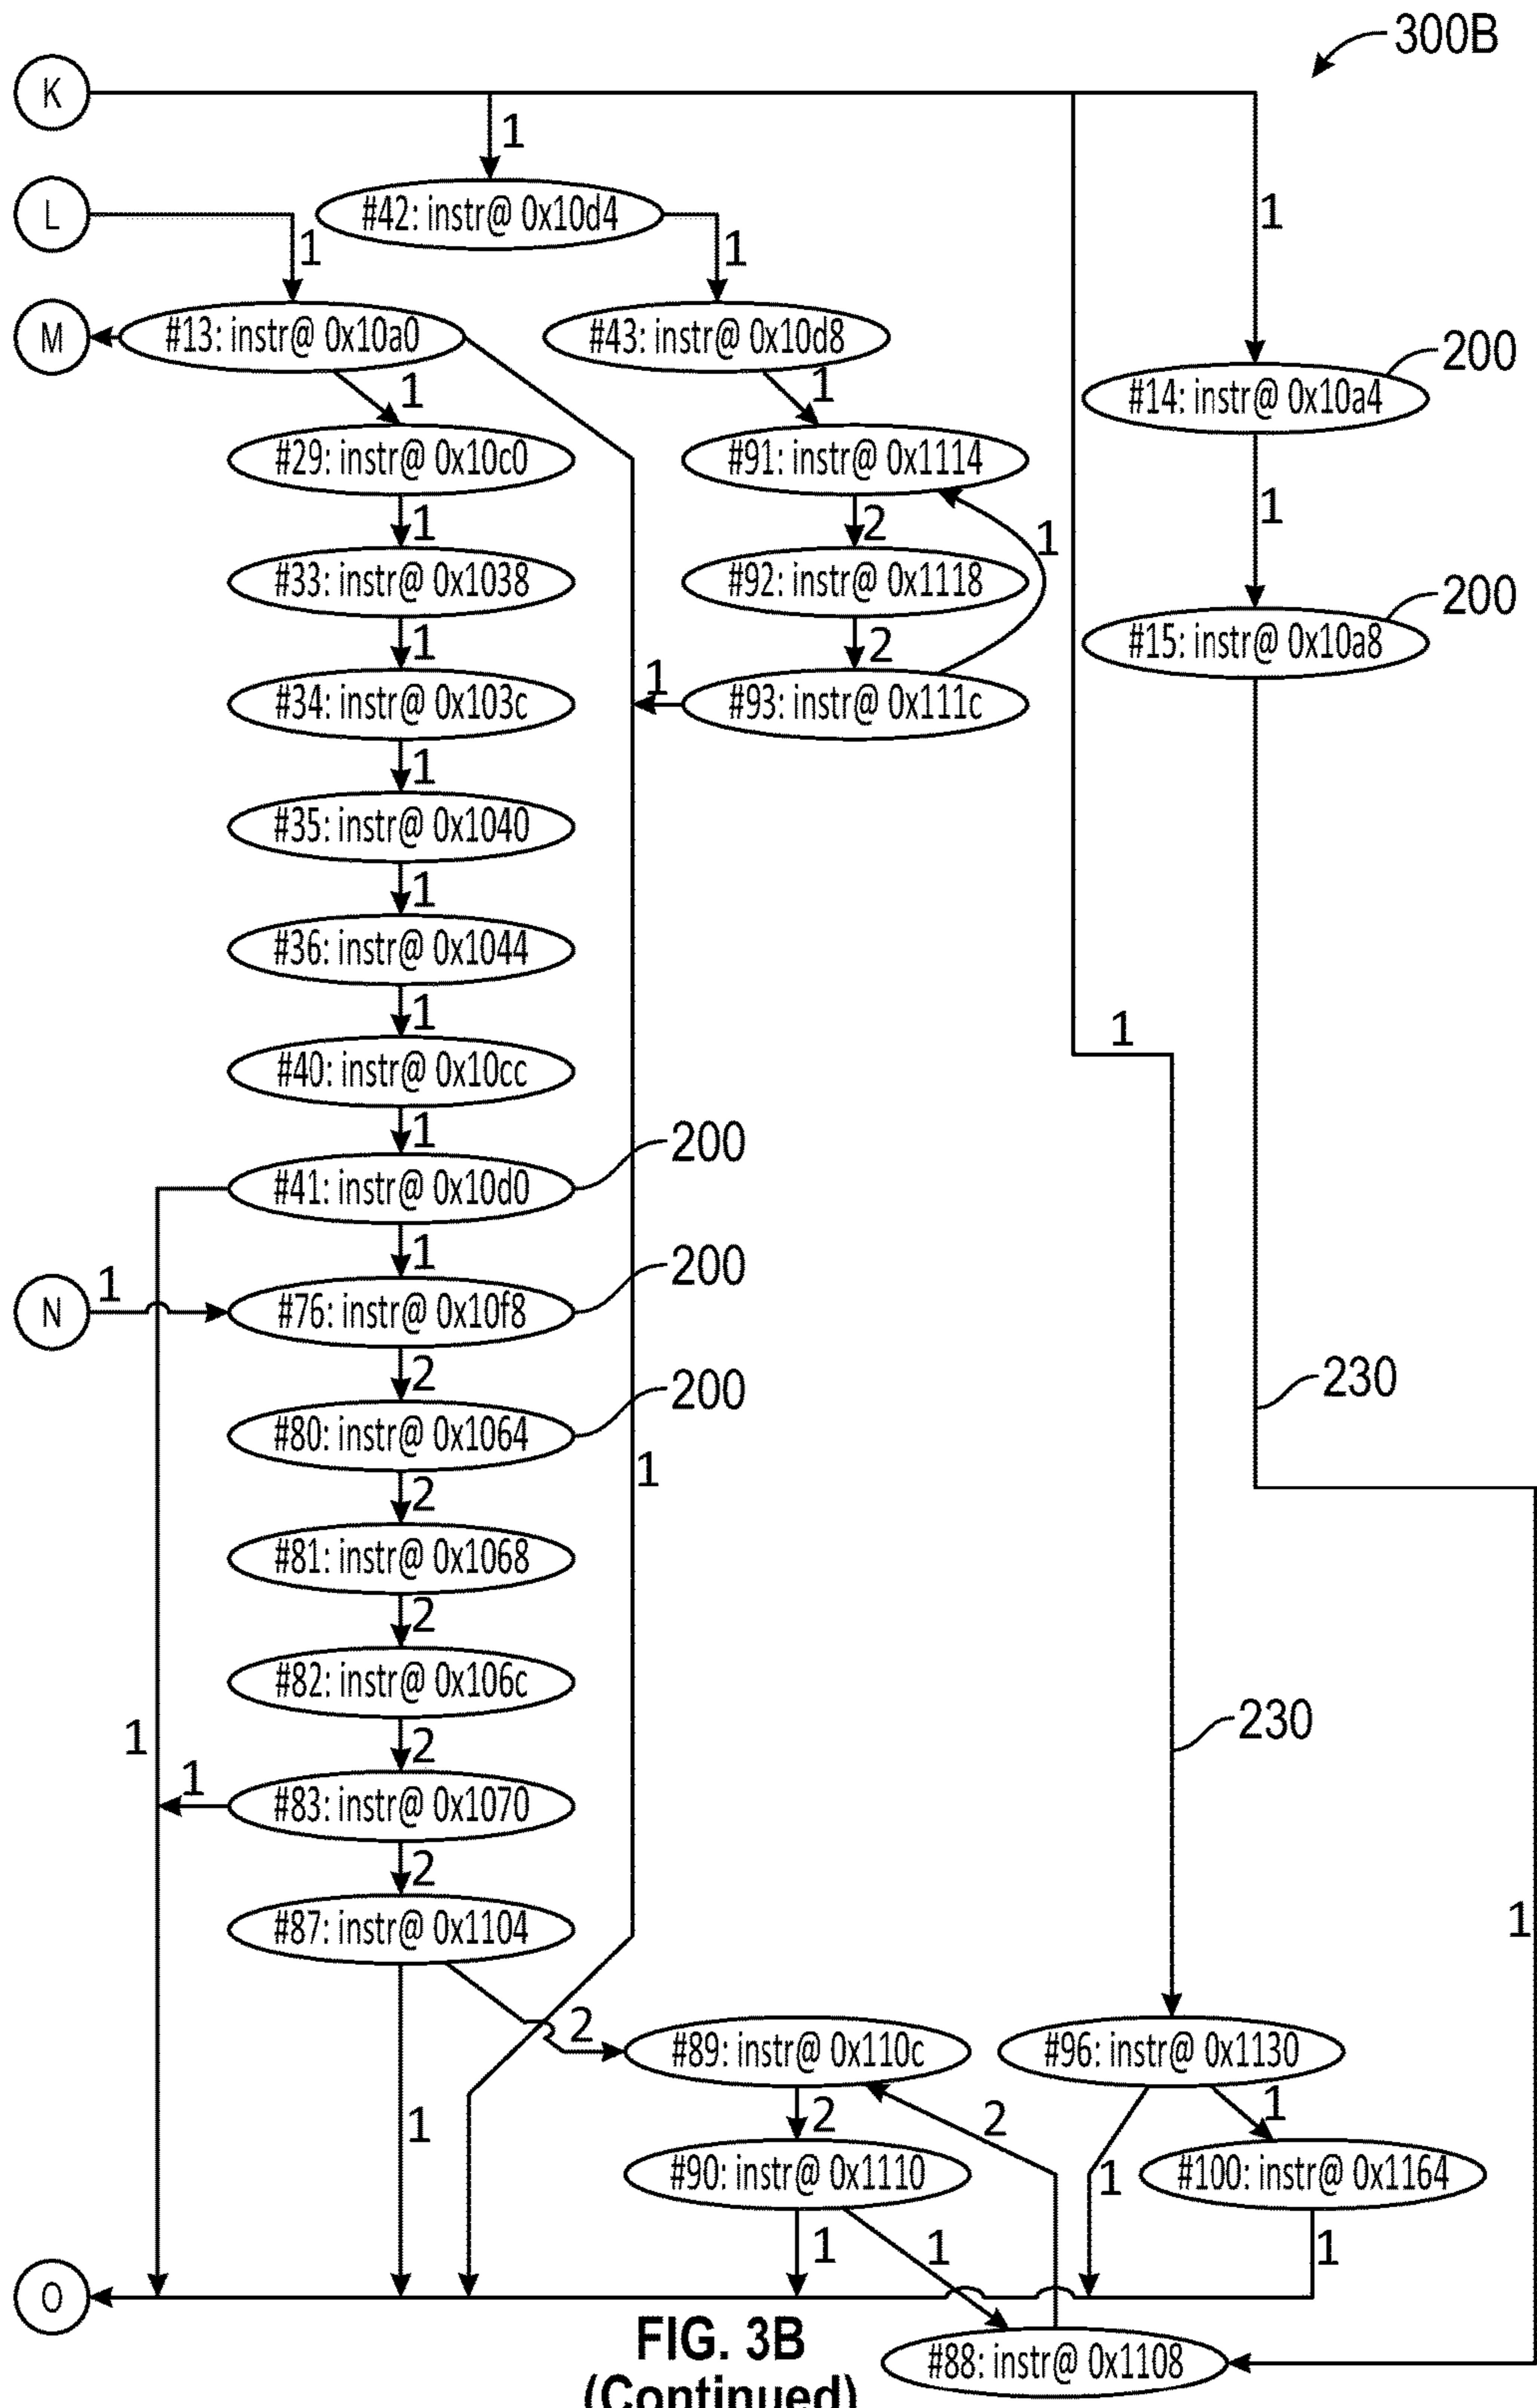 300B
K
1
L
#42: instr@ 0x10d4
1
1
1
M
#13: instr@ 0x10a0
#43: instr@ 0x10d8
200
1
1
#14: instr@ 0x10a4
#29: instr@ 0x10c0
#91: instr@ 0x1114
1
2
1
1
#33: instr@ 0x1038
#92: instr@ 0x1118
200
1
2
#15: instr@ 0x10a8
1
#34: instr@ 0x103c
#93: instr@ 0x111c
1
#35: instr@ 0x1040
1
#36: instr@ 0x1044
1
1
#40: instr@ 0x10cc
1
200
#41: instr@ 0x10d0
1
200
N
1
#76: instr@ 0x10f8
2
200
230
#80: instr@ 0x1064
1
2
#81: instr@ 0x1068
2
#82: instr@ 0x106c
230
1
2
1
#83: instr@ 0x1070
2
#87: instr@ 0x1104
1
2
#89: instr@ 0x110c
#96: instr@ 0x1130
1
2
2
1
#90: instr@ 0x1110
1
#100: instr@ 0x1164
1
1
1
O
FIG. 3B
#88: instr@ 0x1108
(Continued)